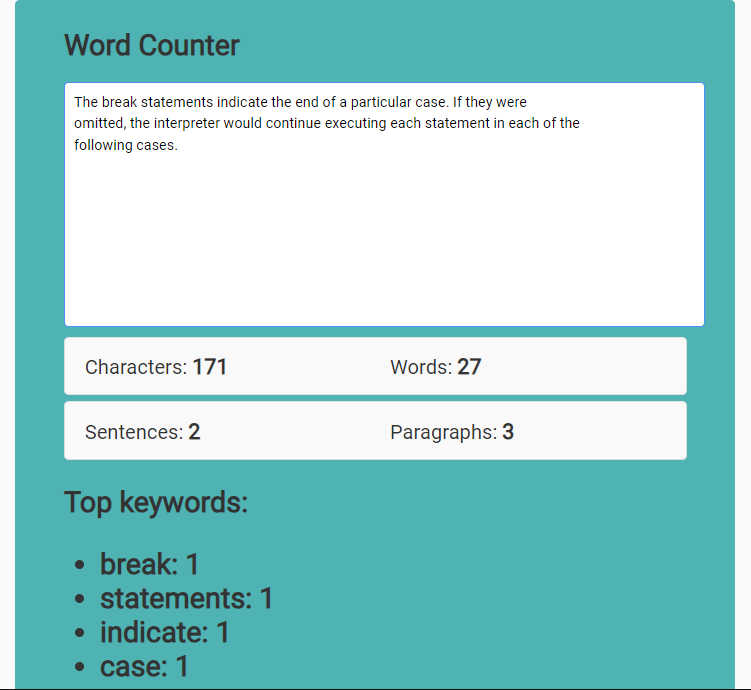 Word Counter
The break statements indicate the end of a particular case. If they were
omitted, the interpreter would continue executing each statement in each of the
following cases.
Characters: 171 Words: 27
Sentences: 2 Paragraphs: 3
Top keywords:
break: 1
statements: 1
indicate: 1
case: 1